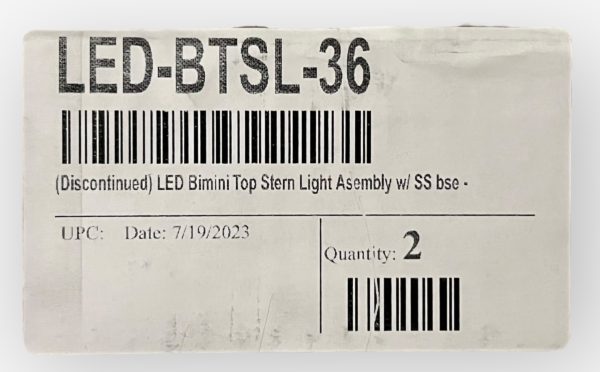 LED-BTSL-36
(Discontinued) LED Bimini Top Stern Light Asembly w/ SS bse -
UPC: Date: 7/19/2023
Quantity: 2